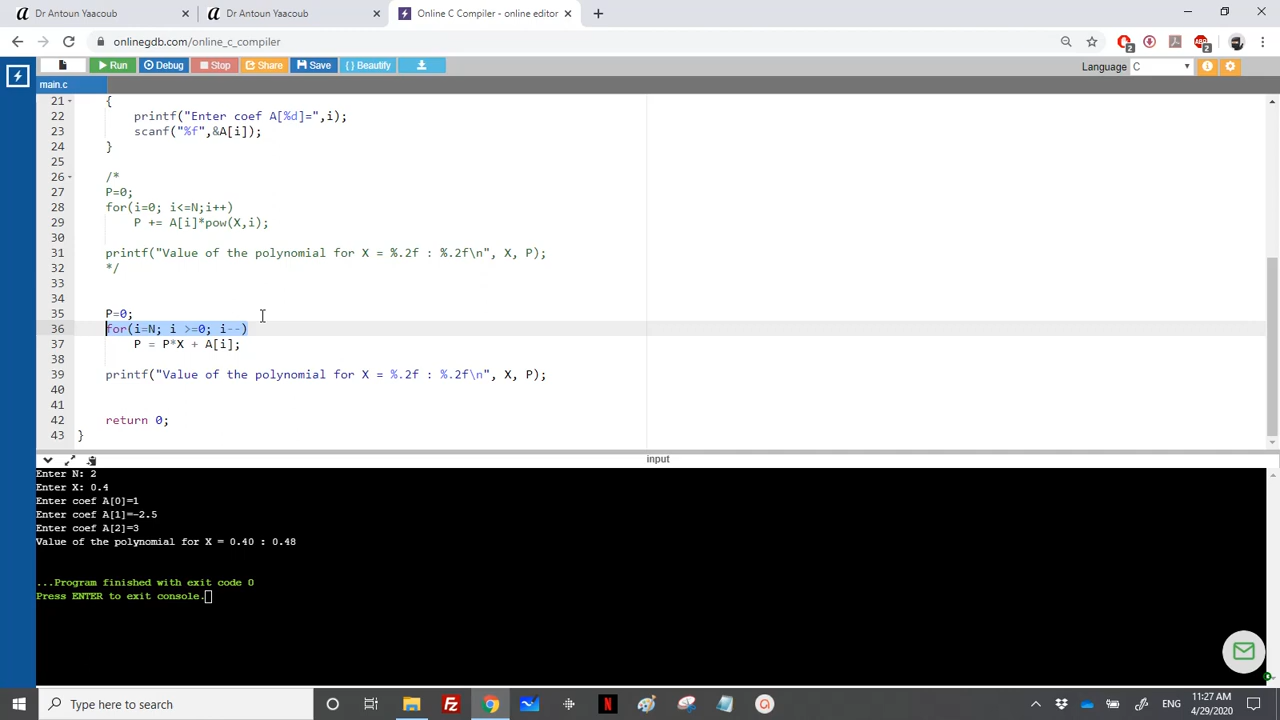 Dr Antoun Yaacoub
Dr Antoun Yaacoub
Online C Compiler - online editor
onlinegdb.com/online_c_compiler
2
2
Run
Debug
Stop
Share
Save
{ } Beautify
Language C
main.c
21 {
22 printf("Enter coef A[%d]=",i);
23 scanf("%f",&A[i]);
24 }
25
26 /*
27 P=0;
28 for(i=0; i<=N;i++)
29 P += A[i]*pow(X,i);
30
31 printf("Value of the polynomial for X = %.2f : %.2f\n", X, P);
32 */
33
34
35 P=0;
36 for(i=N; i >=0; i--)
37 P = P*X + A[i];
38
39 printf("Value of the polynomial for X = %.2f : %.2f\n", X, P);
40
41
42 return 0;
43 }
input
Enter N: 2
Enter X: 0.4
Enter coef A[0]=1
Enter coef A[1]=-2.5
Enter coef A[2]=3
Value of the polynomial for X = 0.40 : 0.48
...Program finished with exit code 0
Press ENTER to exit console.
Type here to search
ENG
11:27 AM
4/29/2020